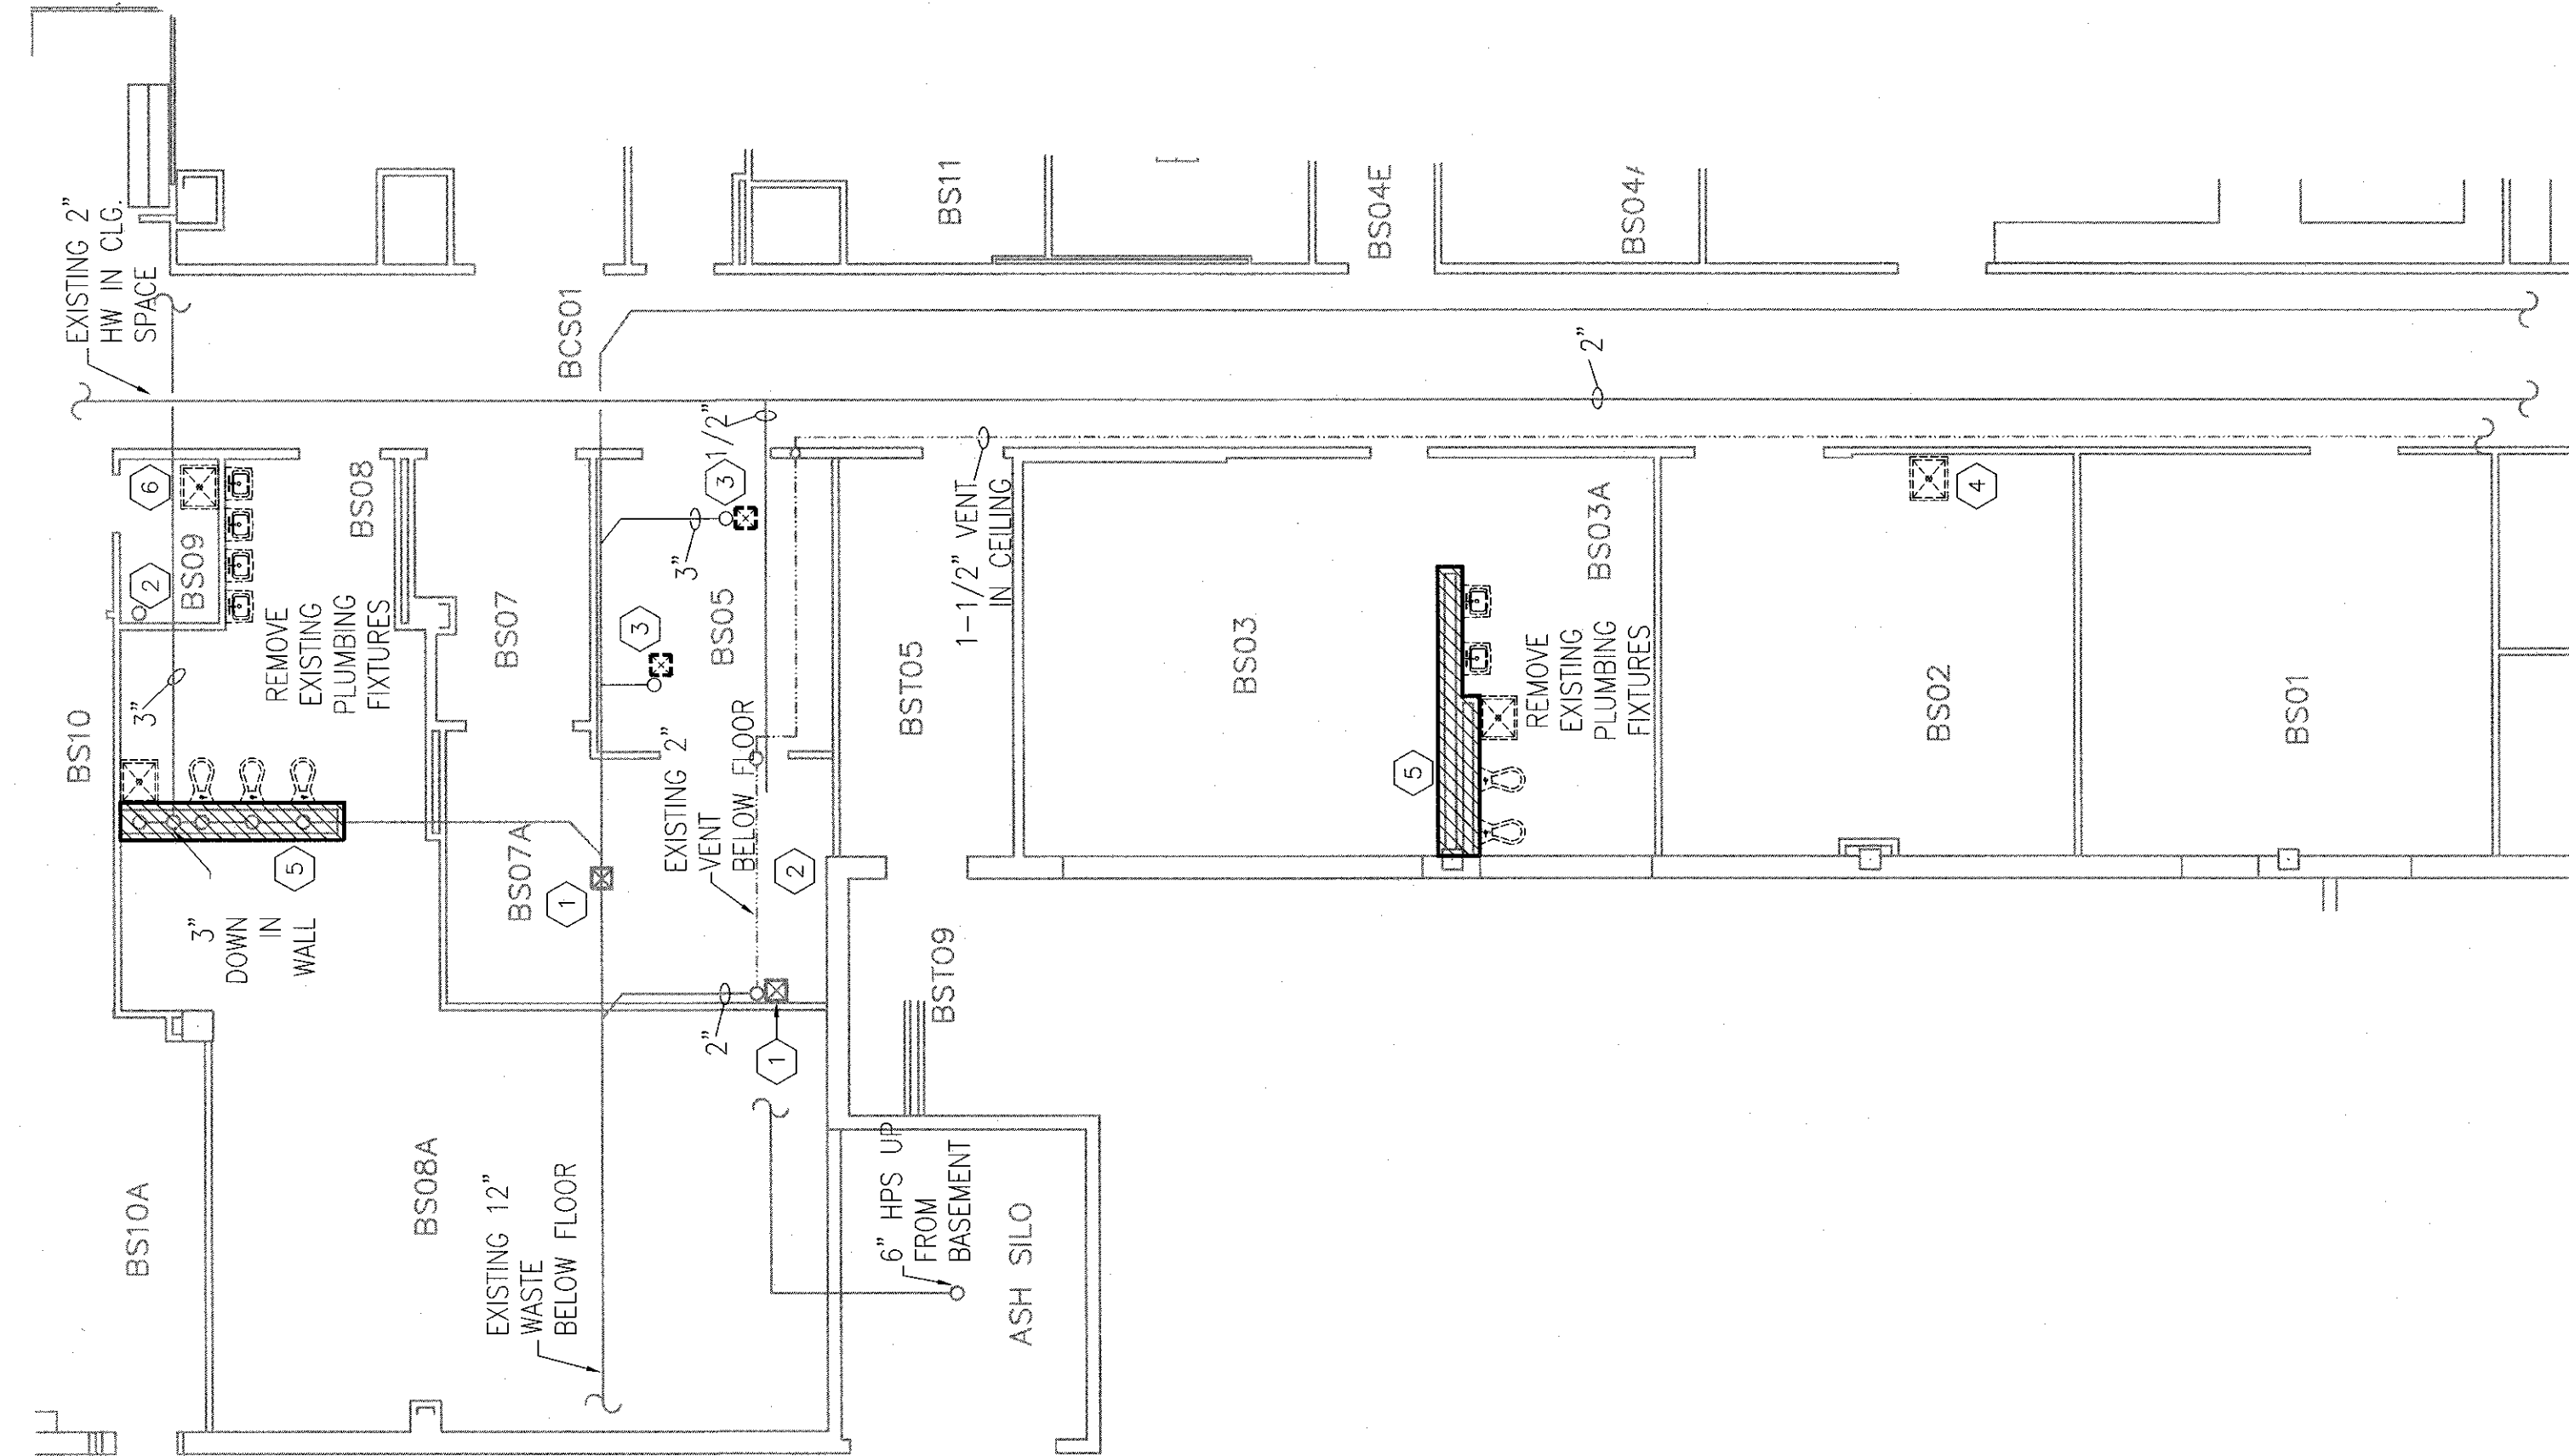 EXISTING 2"
HW IN CLG.
SPACE
BS10
3"
2
6
BS09
REMOVE
EXISTING
PLUMBING
FIXTURES
BS08
3"
DOWN
IN
WALL
5
BS10A
BS08A
EXISTING 12"
WASTE
BELOW FLOOR
BS07
BS07A
1
BCS01
3
3"
3
1/2"
BS05
EXISTING 2"
VENT
BELOW FLOOR
2
2"
1
6" HPS UP
FROM
BASEMENT
ASH SILO
BST05
BST09
1-1/2" VENT
IN CEILING
BS11
BS03
5
BS04E
REMOVE
EXISTING
PLUMBING
FIXTURES
BS03A
2"
BS02
4
BS01